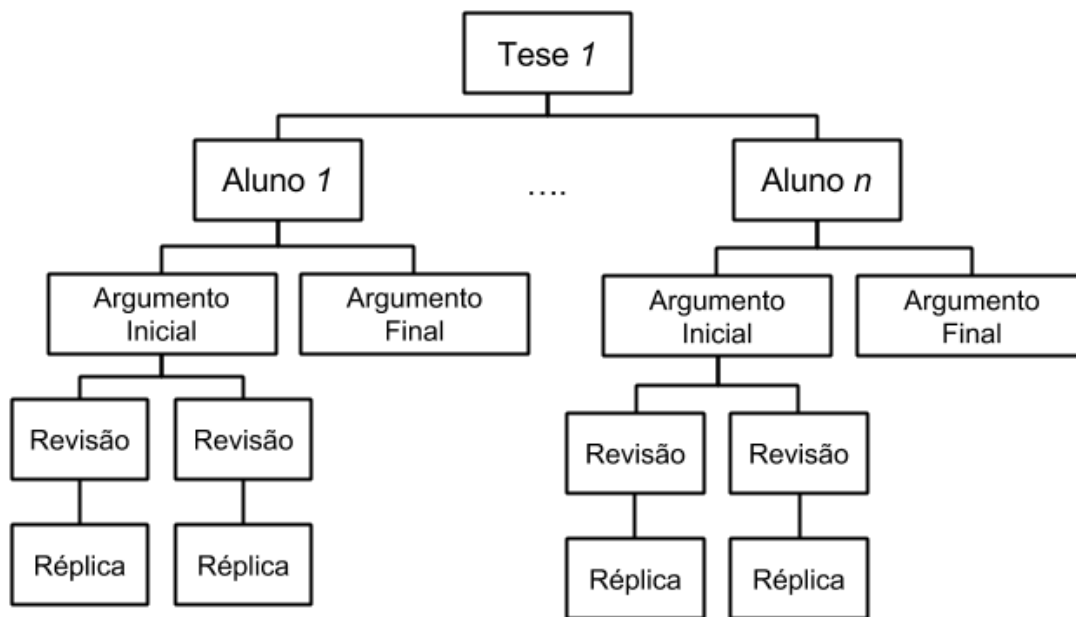 Tese 1
Aluno 1
....
Aluno n
Argumento
Inicial
Argumento
Final
Argumento
Inicial
Argumento
Final
Revisão
Revisão
Revisão
Revisão
Réplica
Réplica
Réplica
Réplica